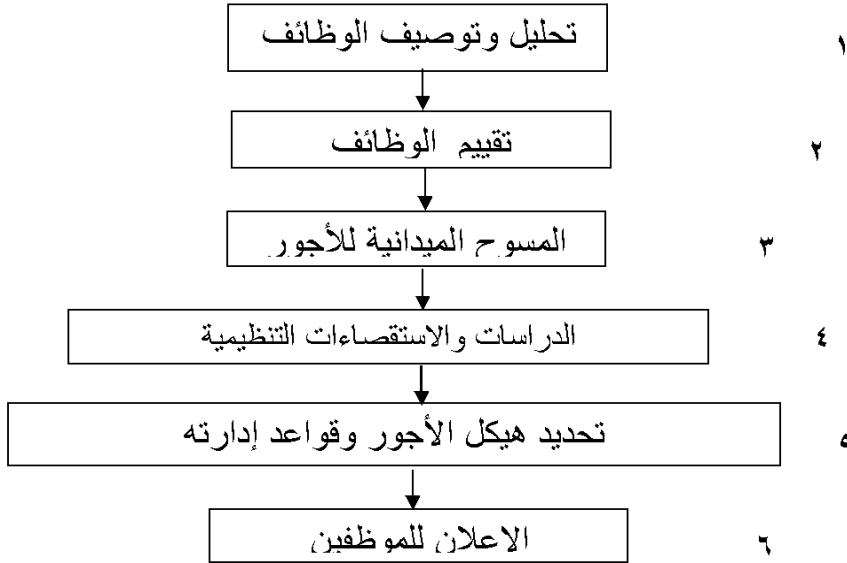 تحليل وتوصيف الوظائف ١
تقييم الوظائف ٢
المسوح الميدانية للأجور ٣
الدراسات والاستقصاءات التنظيمية ٤
تحديد هيكل الأجور وقواعد إدارته ٥
الاعلان للموظفين ٦